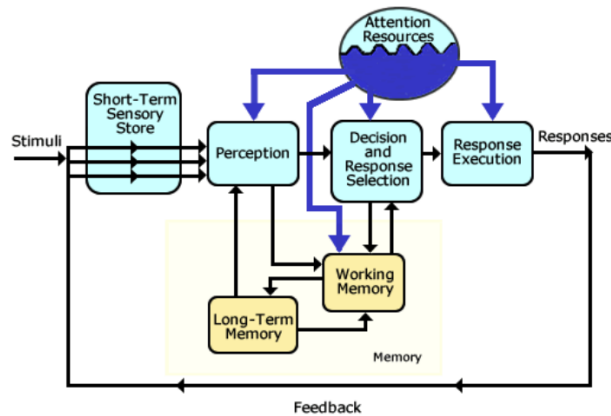 Attention
Resources
Short-Term
Sensory
Store
Stimuli
Perception
Decision
and
Response
Selection
Response
Execution
Responses
Working
Memory
Long-Term
Memory
Memory
Feedback